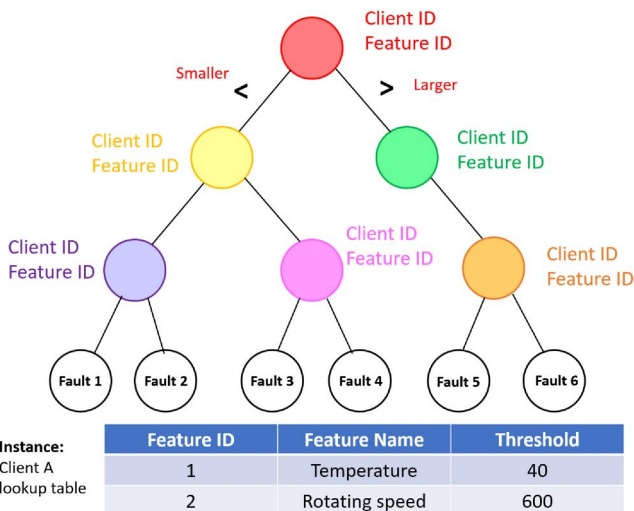 Client ID
Feature ID
Smaller
<
>
Larger
Client ID
Feature ID
Client ID
Feature ID
Client ID
Feature ID
Client ID
Feature ID
Client ID
Feature ID
Fault 1
Fault 2
Fault 3
Fault 4
Fault 5
Fault 6
Instance:
Client A
lookup table
Feature ID Feature Name Threshold
1 Temperature 40
2 Rotating speed 600